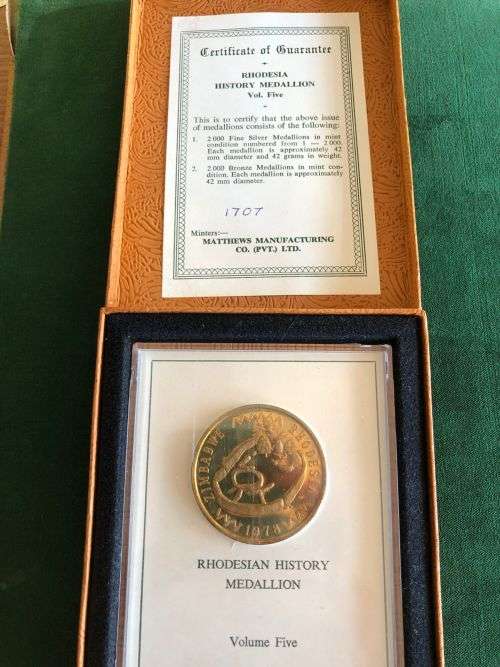 Certificate of Guarantee
RHODESIA
HISTORY MEDALLION
Vol. Five
This is to certify that the above issue
of medallions consists of the following:
1. 2 000 Fine Silver Medallions in mint
condition numbered from 1 — 2 000.
Each medallion is approximately 42
mm diameter and 42 grams in weight.
2. 2 000 Bronze Medallions in mint con-
dition. Each medallion is approximately
42 mm diameter.
1707
Minters:—
MATTHEWS MANUFACTURING
CO. (PVT.) LTD.
ZIMBABWE RHODESIA
1978
RHODESIAN HISTORY
MEDALLION
Volume Five